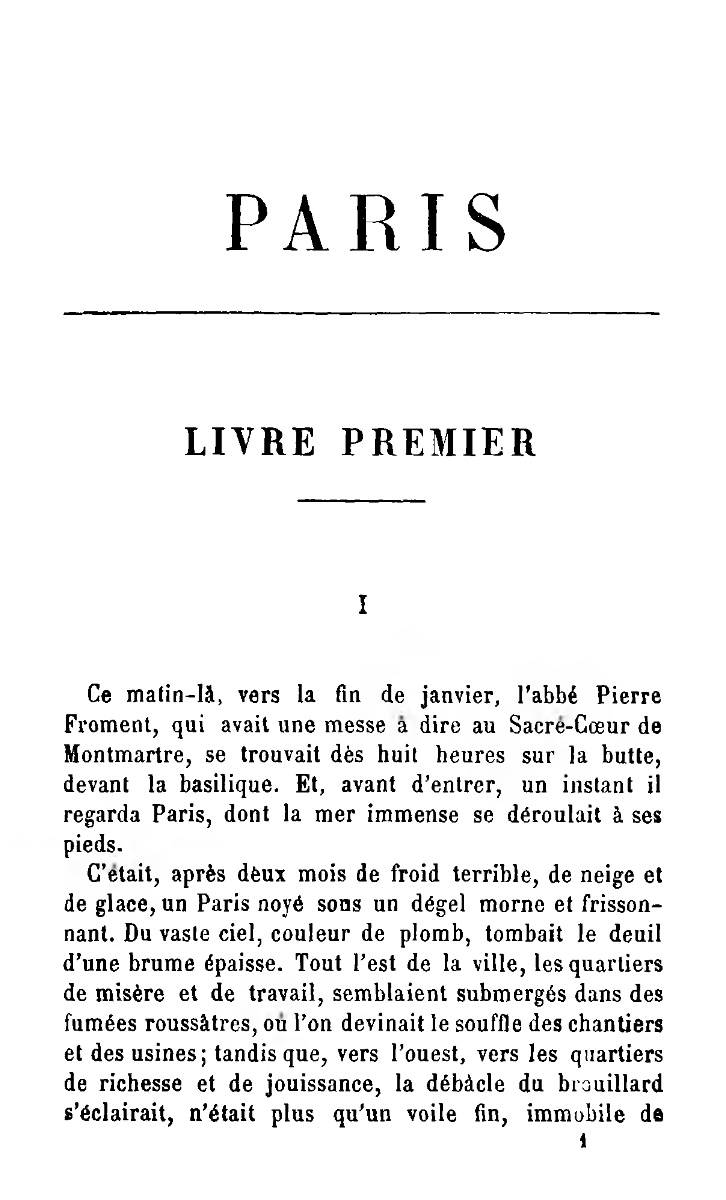 PARIS
LIVRE PREMIER
I
Ce matin-là, vers la fin de janvier, l'abbé Pierre
Froment, qui avait une messe à dire au Sacré-Cœur de
Montmartre, se trouvait dès huit heures sur la butte,
devant la basilique. Et, avant d'entrer, un instant il
regarda Paris, dont la mer immense se déroulait à ses
pieds.
C'était, après deux mois de froid terrible, de neige et
de glace, un Paris noyé sous un dégel morne et frisson-
nant. Du vaste ciel, couleur de plomb, tombait le deuil
d'une brume épaisse. Tout l'est de la ville, les quartiers
de misère et de travail, semblaient submergés dans des
fumées roussâtres, où l'on devinait le souffle des chantiers
et des usines; tandis que, vers l'ouest, vers les quartiers
de richesse et de jouissance, la débâcle du brouillard
s'éclairait, n'était plus qu'un voile fin, immobile de
1